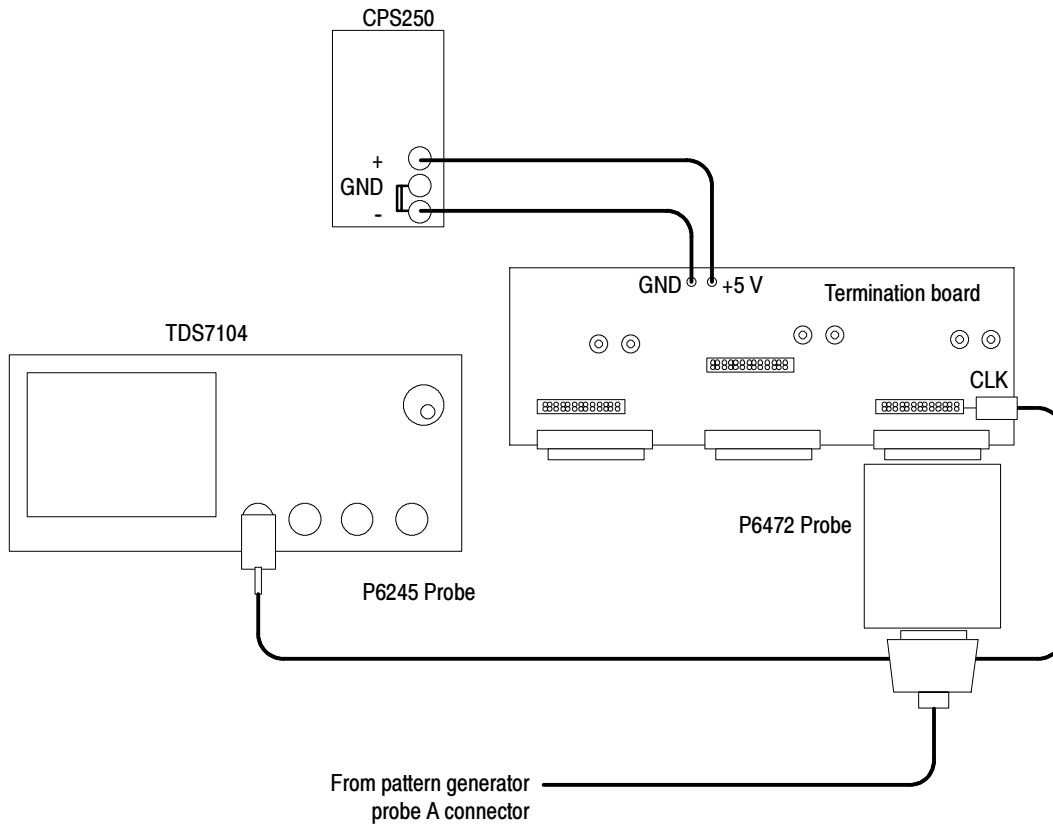 CPS250
+
GND
-
GND
+5 V
Termination board
TDS7104
CLK
P6472 Probe
P6245 Probe
From pattern generator
probe A connector